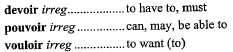 devoir irreg ................. to have to, must
pouvoir irreg .............. can, may, be able to
vouloir irreg ............... to want (to)